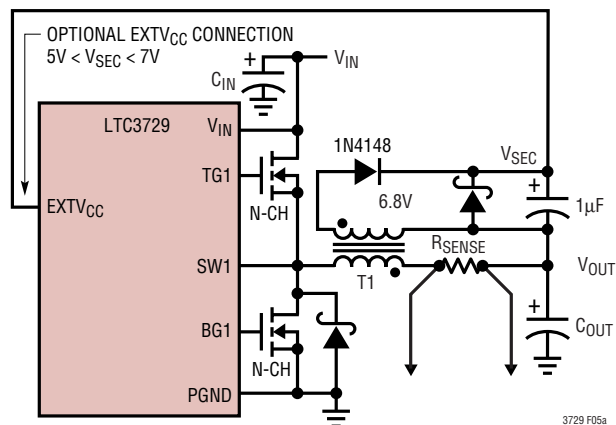 OPTIONAL EXTVCC CONNECTION
5V < VSEC < 7V
+
CIN
VIN
LTC3729
VIN
TG1
N-CH
1N4148
VSEC
6.8V
+
1μF
EXTVCC
SW1
T1
RSENSE
VOUT
BG1
N-CH
+
COUT
PGND
3729 F05a